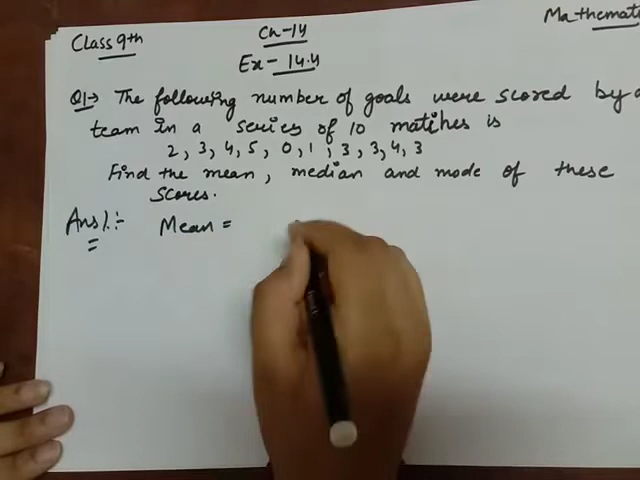 Class 9th
Ch-14
Mathemati
Ex- 14.4
Q1→ The following number of goals were scored by a
team in a series of 10 matches is
2, 3, 4, 5, 0, 1, 3, 3, 4, 3
Find the mean, median and mode of these
scores.
Ans1:- Mean =